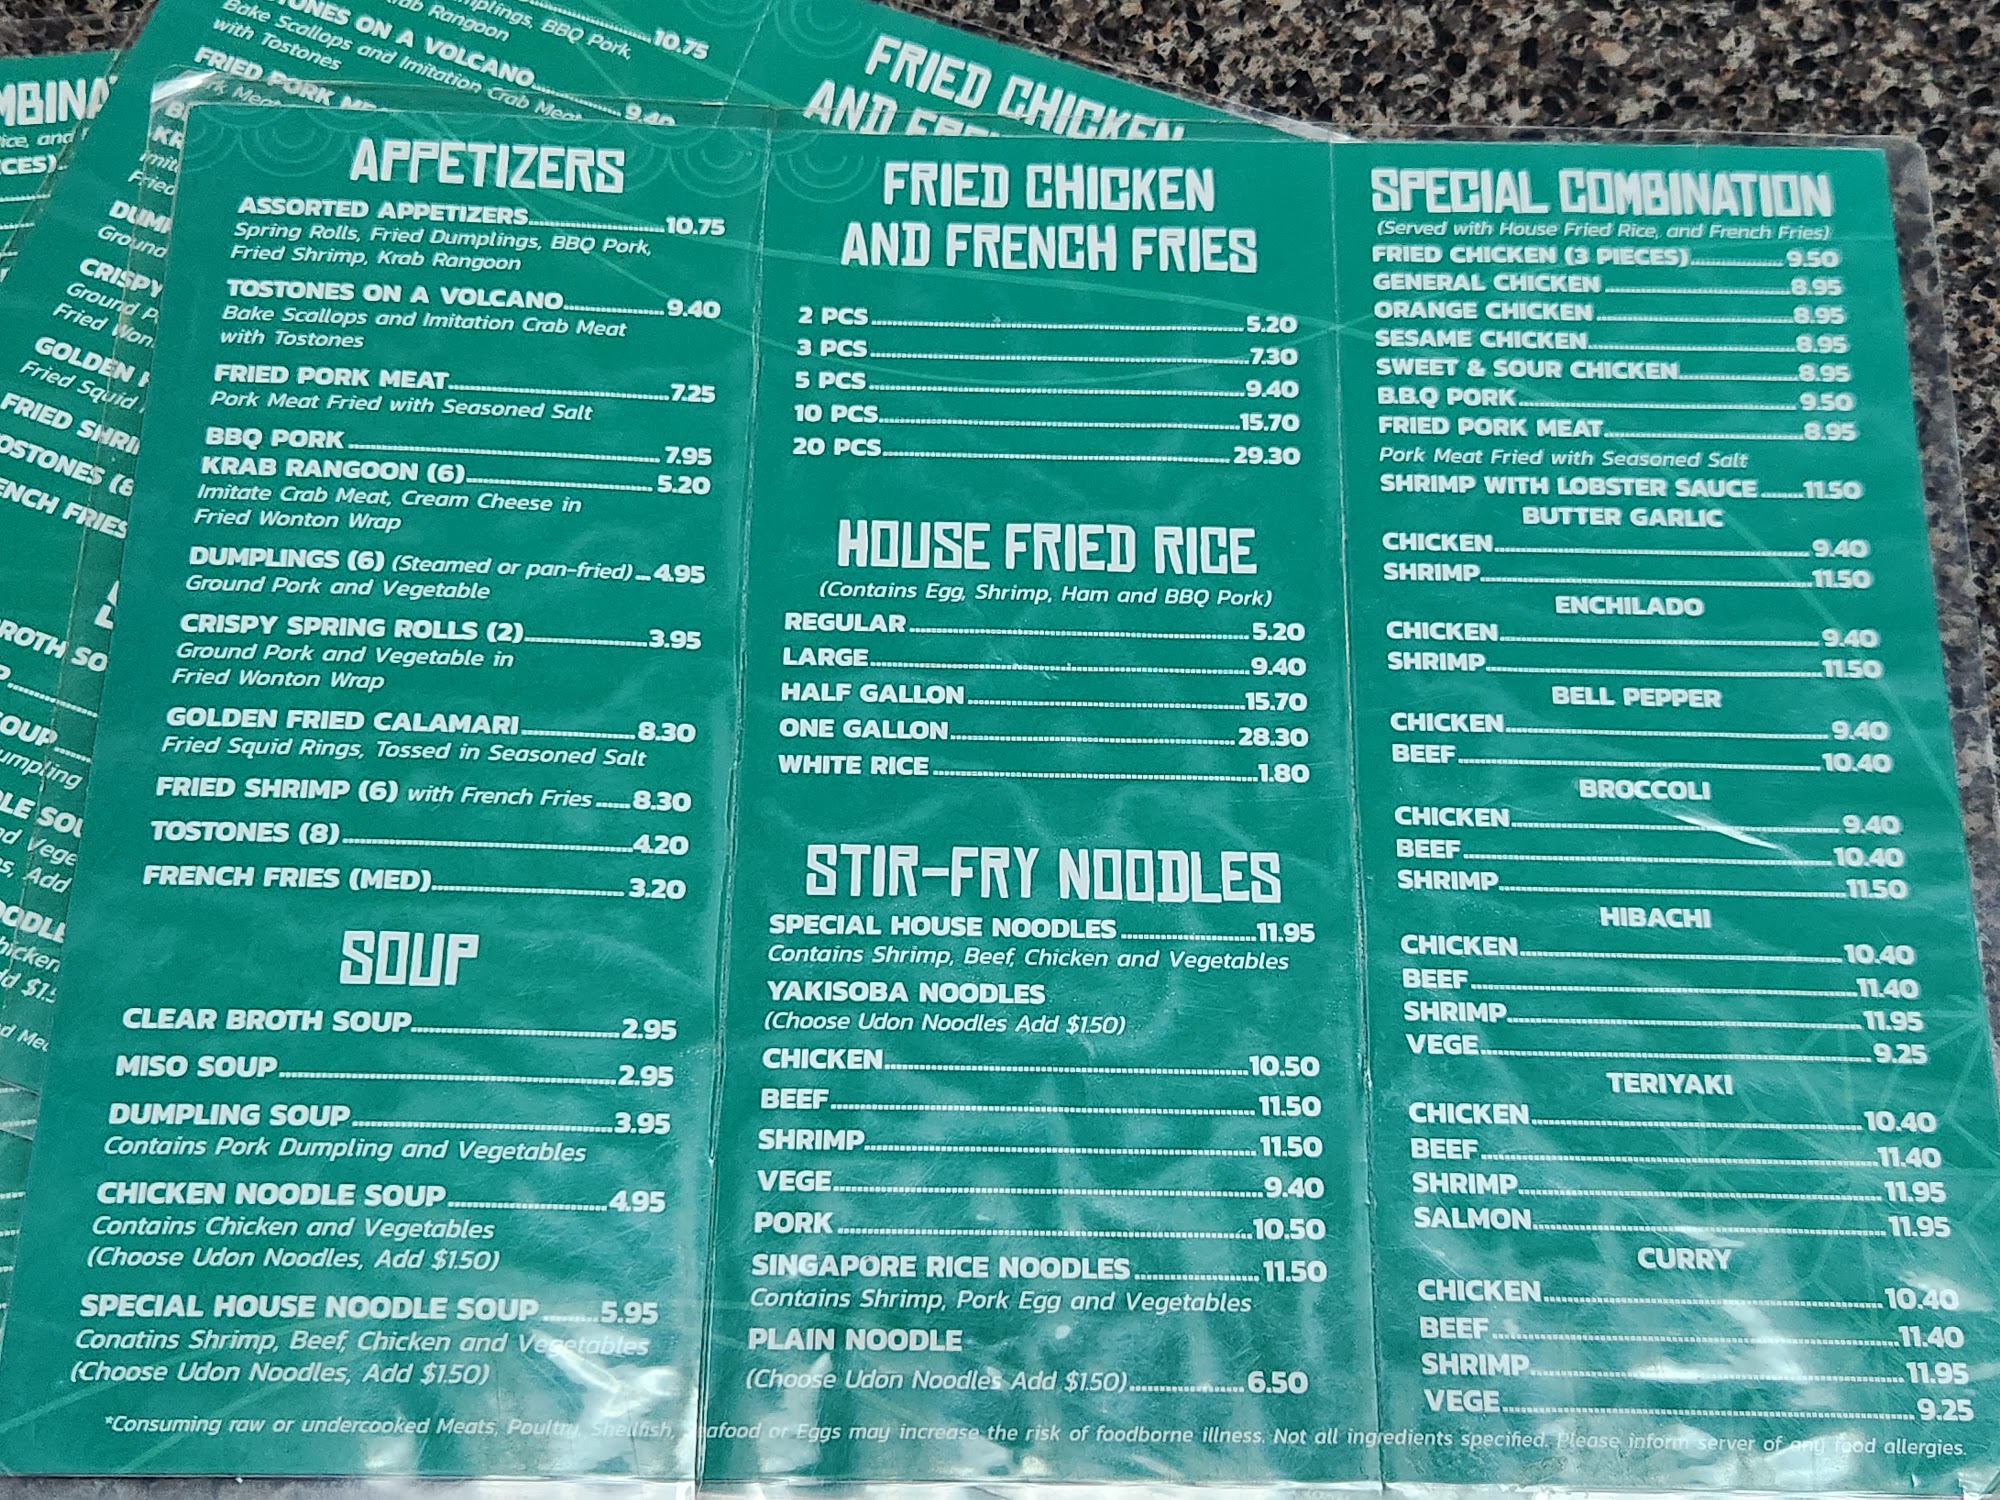 APPETIZERS
ASSORTED APPETIZERS 10.75
Spring Rolls, Fried Dumplings, BBQ Pork,
Fried Shrimp, Krab Rangoon
TOSTONES ON A VOLCANO 9.40
Bake Scallops and Imitation Crab Meat
with Tostones
FRIED PORK MEAT 7.25
Pork Meat Fried with Seasoned Salt
BBQ PORK 7.95
KRAB RANGOON (6) 5.20
Imitate Crab Meat, Cream Cheese in
Fried Wonton Wrap
DUMPLINGS (6) (Steamed or pan-fried) 4.95
Ground Pork and Vegetable
CRISPY SPRING ROLLS (2) 3.95
Ground Pork and Vegetable in
Fried Wonton Wrap
GOLDEN FRIED CALAMARI 8.30
Fried Squid Rings, Tossed in Seasoned Salt
FRIED SHRIMP (6) with French Fries 8.30
TOSTONES (8) 4.20
FRENCH FRIES (MED) 3.20
SOUP
CLEAR BROTH SOUP 2.95
MISO SOUP 2.95
DUMPLING SOUP 3.95
Contains Pork Dumpling and Vegetables
CHICKEN NOODLE SOUP 4.95
Contains Chicken and Vegetables
(Choose Udon Noodles, Add $1.50)
SPECIAL HOUSE NOODLE SOUP 5.95
Conatins Shrimp, Beef, Chicken and Vegetables
(Choose Udon Noodles, Add $1.50)
FRIED CHICKEN
AND FRENCH FRIES
2 PCS 5.20
3 PCS 7.30
5 PCS 9.40
10 PCS 15.70
20 PCS 29.30
HOUSE FRIED RICE
(Contains Egg, Shrimp, Ham and BBQ Pork)
REGULAR 5.20
LARGE 9.40
HALF GALLON 15.70
ONE GALLON 28.30
WHITE RICE 1.80
STIR-FRY NOODLES
SPECIAL HOUSE NOODLES 11.95
Contains Shrimp, Beef, Chicken and Vegetables
YAKISOBA NOODLES
(Choose Udon Noodles Add $1.50)
CHICKEN 10.50
BEEF 11.50
SHRIMP 11.50
VEGE 9.40
PORK 10.50
SINGAPORE RICE NOODLES 11.50
Contains Shrimp, Pork Egg and Vegetables
PLAIN NOODLE
(Choose Udon Noodles Add $1.50) 6.50
SPECIAL COMBINATION
(Served with House Fried Rice, and French Fries)
FRIED CHICKEN (3 PIECES) 9.50
GENERAL CHICKEN 8.95
ORANGE CHICKEN 8.95
SESAME CHICKEN 8.95
SWEET & SOUR CHICKEN 8.95
B.B.Q PORK 9.50
FRIED PORK MEAT 8.95
Pork Meat Fried with Seasoned Salt
SHRIMP WITH LOBSTER SAUCE 11.50
BUTTER GARLIC
CHICKEN 9.40
SHRIMP 11.50
ENCHILADO
CHICKEN 9.40
SHRIMP 11.50
BELL PEPPER
CHICKEN 9.40
BEEF 10.40
BROCCOLI
CHICKEN 9.40
BEEF 10.40
SHRIMP 11.50
HIBACHI
CHICKEN 10.40
BEEF 11.40
SHRIMP 11.95
VEGE 9.25
TERIYAKI
CHICKEN 10.40
BEEF 11.40
SHRIMP 11.95
SALMON 11.95
CURRY
CHICKEN 10.40
BEEF 11.40
SHRIMP 11.95
VEGE 9.25
*Consuming raw or undercooked Meats, Poultry, Shellfish, afood or Eggs may increase the risk of foodborne illness. Not all ingredients specified. Please inform server of any food allergies.